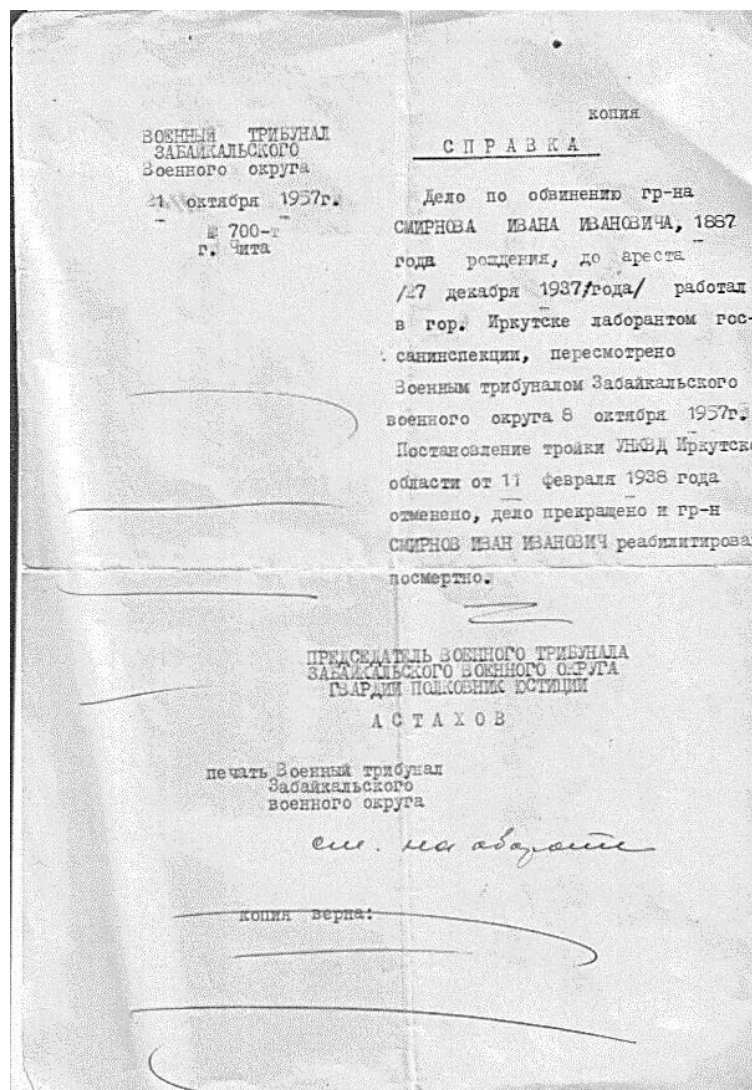 копия
ВОЕННЫЙ ТРИБУНАЛ
ЗАБАЙКАЛЬСКОГО
Военного округа
21 октября 1957г.
№ 700-т
г. Чита
СПРАВКА
Дело по обвинению гр-на
СМИРНОВА ИВАНА ИВАНОВИЧА, 1887
года рождения, до ареста
/27 декабря 1937/года/ работал
в гор. Иркутске лаборантом гос-
санинспекции, пересмотрено
Военным трибуналом Забайкальского
военного округа 8 октября 1957г.
Постановление тройки УНКВД Иркутско
области от 11 февраля 1938 года
отменено, дело прекращено и гр-н
СМИРНОВ ИВАН ИВАНОВИЧ реабилитирова
посмертно.
ПРЕДСЕДАТЕЛЬ ВОЕННОГО ТРИБУНАЛА
ЗАБАЙКАЛЬСКОГО ВОЕННОГО ОКРУГА
ГВАРДИИ ПОЛКОВНИК ЮСТИЦИИ
АСТАХОВ
печать Военный трибунал
Забайкальского
военного округа
см. на обороте
копия верна: